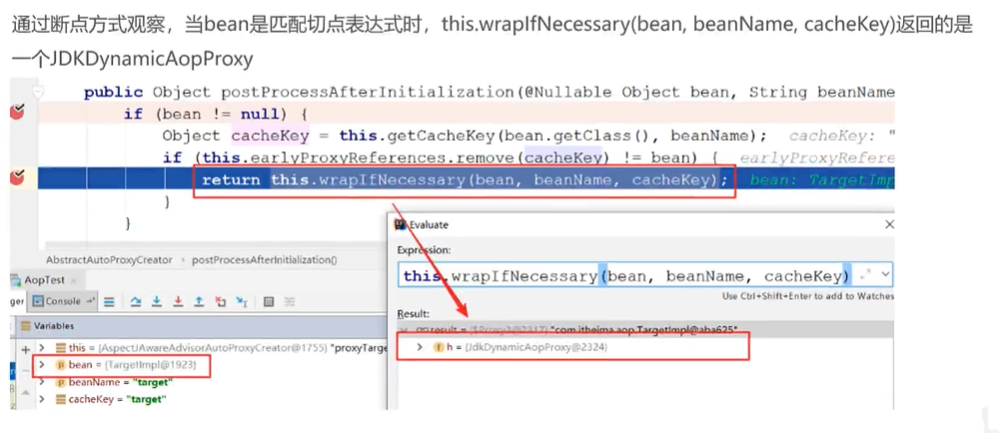 通过断点方式观察，当bean是匹配切点表达式时，this.wrapIfNecessary(bean, beanName, cacheKey)返回的是
一个JDKDynamicAopProxy
public Object postProcessAfterInitialization(@Nullable Object bean, String beanName
if (bean != null) {
Object cacheKey = this.getCacheKey(bean.getClass(), beanName); cacheKey: "
if (this.earlyProxyReferences.remove(cacheKey) != bean) { earlyProxyRefere
return this.wrapIfNecessary(bean, beanName, cacheKey); bean: TargetImp
}
}
AbstractAutoProxyCreator > postProcessAfterInitialization()
AopTest
ger Console
Variables
this = {AspectJAwareAdvisorAutoProxyCreator@1755} "proxyTarge
bean = {TargetImpl@1923}
beanName = "target"
cacheKey = "target"
Evaluate
Expression:
this.wrapIfNecessary(bean, beanName, cacheKey)
Use Ctrl+Shift+Enter to add to Watches
Result:
result = {$Proxy2@2317} "com.itheima.aop.TargetImpl@aba625"
h = {JdkDynamicAopProxy@2324}